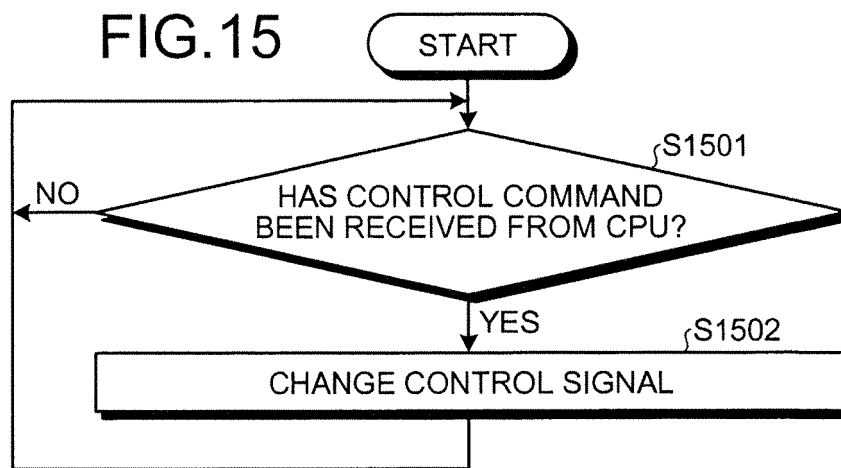 FIG.15
START
S1501
HAS CONTROL COMMAND
BEEN RECEIVED FROM CPU?
NO
YES
S1502
CHANGE CONTROL SIGNAL